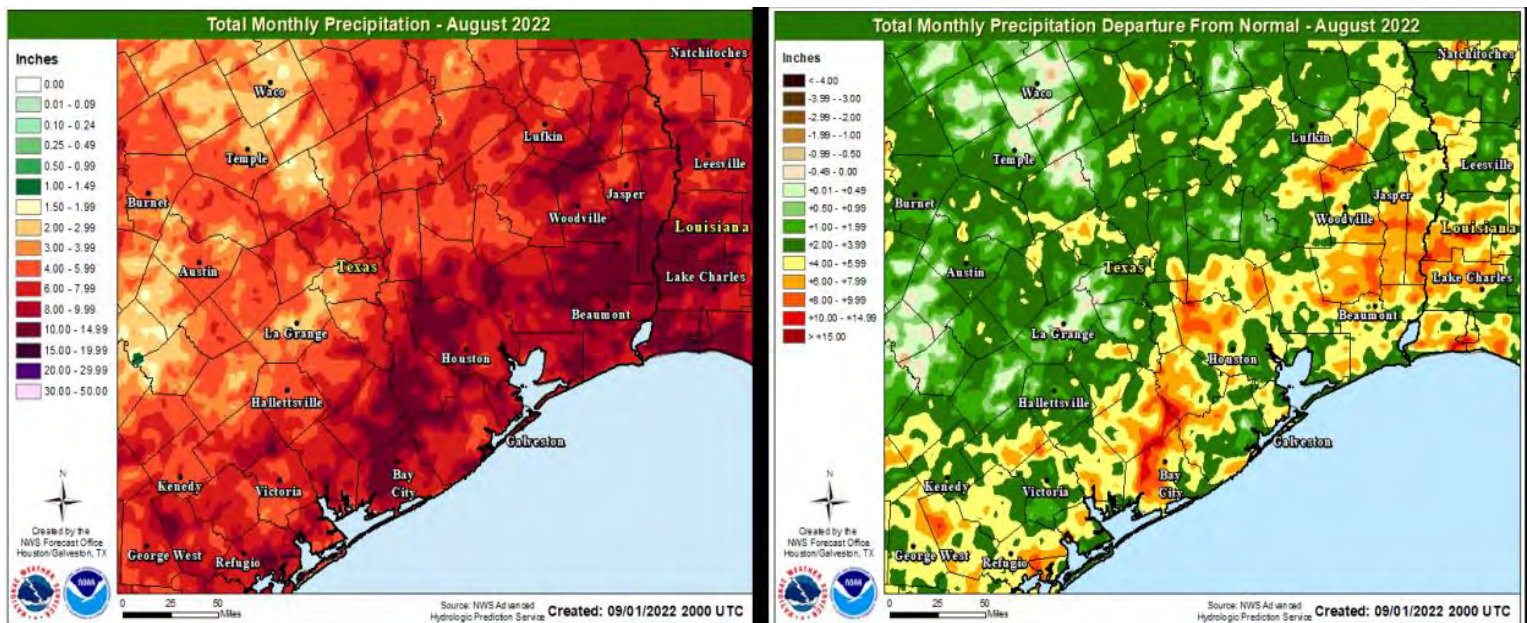 Total Monthly Precipitation - August 2022
Inches
0.00
0.01 - 0.09
0.10 - 0.24
0.25 - 0.49
0.50 - 0.99
1.00 - 1.49
1.50 - 1.99
2.00 - 2.99
3.00 - 3.99
4.00 - 5.99
6.00 - 7.99
8.00 - 9.99
10.00 - 14.99
15.00 - 19.99
20.00 - 29.99
30.00 - 50.00
Natchitoches
Waco
Lufkin
Temple
Leesville
Jasper
Burnet
Woodville
Louisiana
Austin
Texas
Lake Charles
Beaumont
La Grange
Houston
Hallettsville
Galveston
Bay
City
Kenedy
Victoria
George West
Refugio
N
Created by the
NWS Forecast Office
Houston/Galveston, TX
NOAA
0 25 50
Miles
Source: NWS Advanced
Hydrologic Prediction Service
Created: 09/01/2022 2000 UTC
Total Monthly Precipitation Departure From Normal - August 2022
Inches
< -4.00
-3.99 - -3.00
-2.99 - -2.00
-1.99 - -1.00
-0.99 - -0.50
-0.49 - 0.00
+0.01 - +0.49
+0.50 - +0.99
+1.00 - +1.99
+2.00 - +3.99
+4.00 - +5.99
+6.00 - +7.99
+8.00 - +9.99
+10.00 - +14.99
> +15.00
Natchitoches
Waco
Lufkin
Temple
Leesville
Jasper
Burnet
Woodville
Louisiana
Austin
Texas
Lake Charles
Beaumont
La Grange
Houston
Hallettsville
Galveston
Bay
City
Kenedy
Victoria
George West
Refugio
N
Created by the
NWS Forecast Office
Houston/Galveston, TX
NOAA
0 25 50
Miles
Source: NWS Advanced
Hydrologic Prediction Service
Created: 09/01/2022 2000 UTC